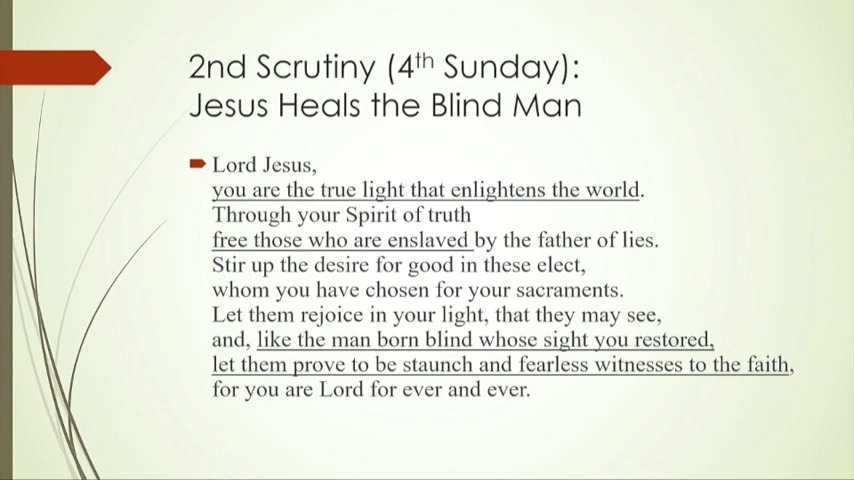 2nd Scrutiny (4th Sunday):
Jesus Heals the Blind Man
Lord Jesus,
you are the true light that enlightens the world.
Through your Spirit of truth
free those who are enslaved by the father of lies.
Stir up the desire for good in these elect,
whom you have chosen for your sacraments.
Let them rejoice in your light, that they may see,
and, like the man born blind whose sight you restored,
let them prove to be staunch and fearless witnesses to the faith,
for you are Lord for ever and ever.